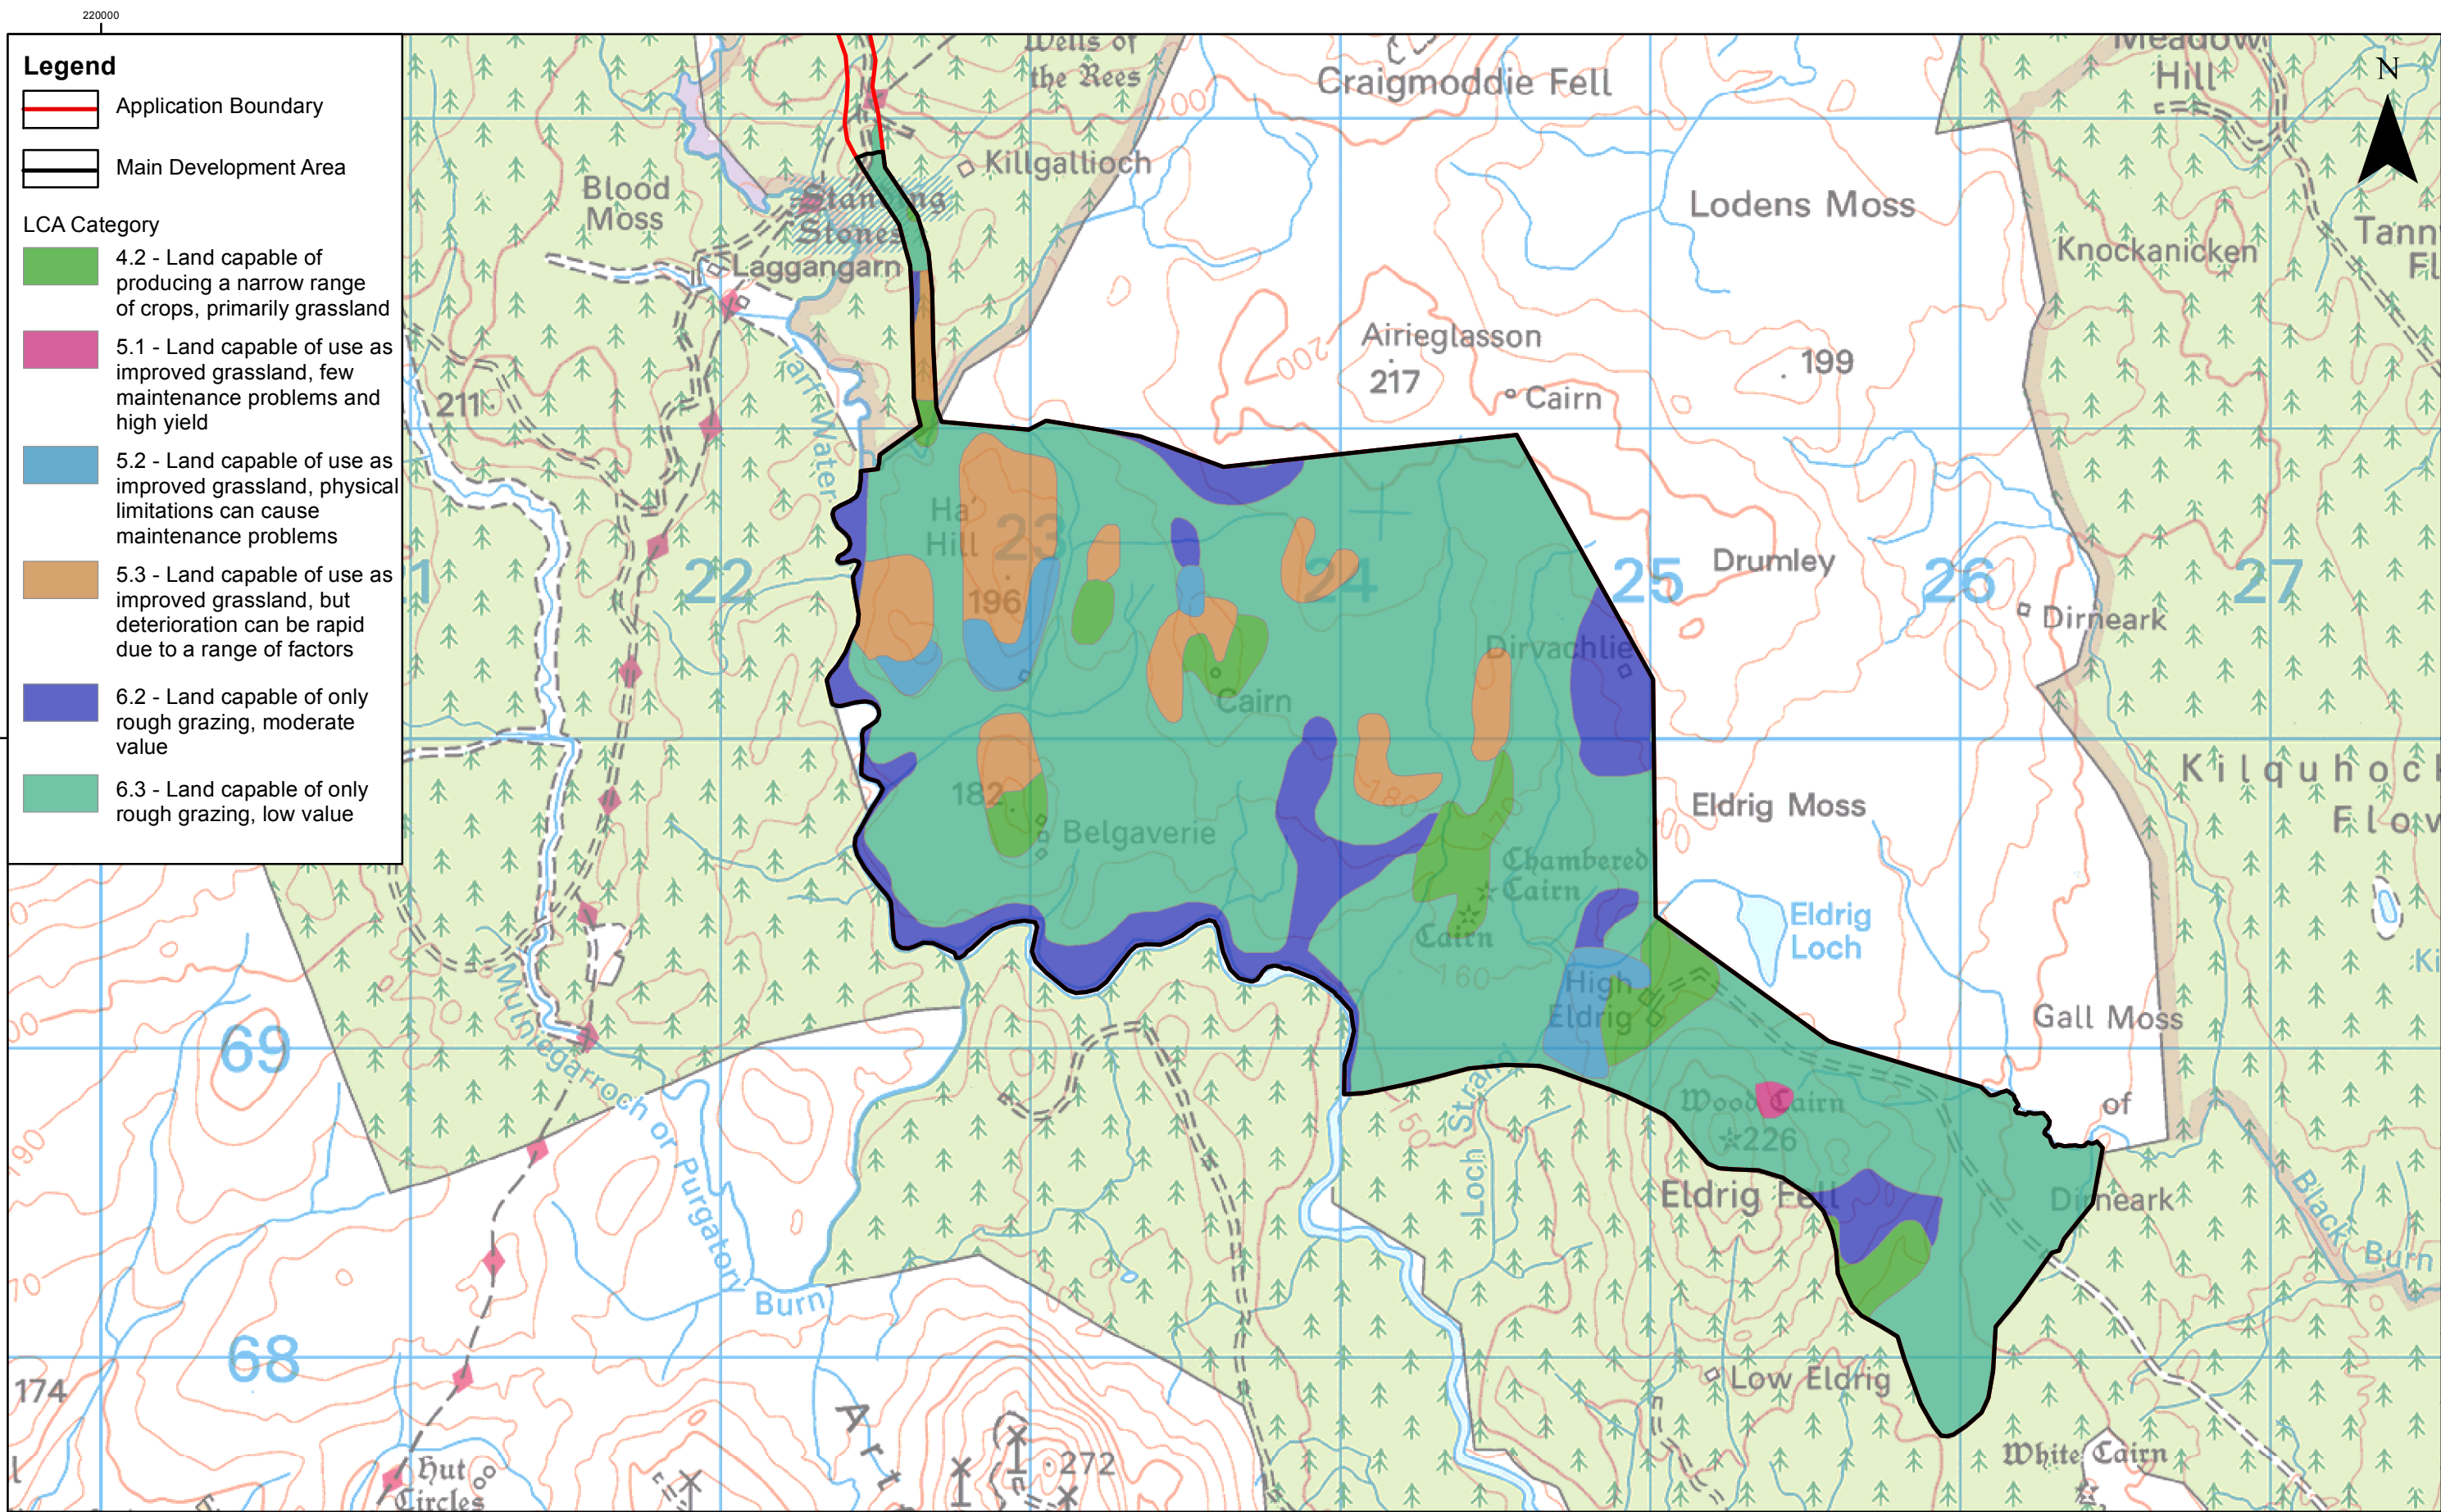 220000
Legend
Application Boundary
Main Development Area
LCA Category
4.2 - Land capable of
producing a narrow range
of crops, primarily grassland
5.1 - Land capable of use as
improved grassland, few
maintenance problems and
high yield
5.2 - Land capable of use as
improved grassland, physical
limitations can cause
maintenance problems
5.3 - Land capable of use as
improved grassland, but
deterioration can be rapid
due to a range of factors
6.2 - Land capable of only
rough grazing, moderate
value
6.3 - Land capable of only
rough grazing, low value
N
Wells of
the Rees
Craigmoddie Fell
Meadow
Hill
Killgallioch
Blood
Moss
Standing
Stones
Lodens Moss
Knockanicken
Laggangarn
Airieglasson
217
200
199
Cairn
211
Tarf Water
Ha'
Hill
23
22
24
25
26
27
196
Drumley
Dirneark
Dirvachlie
Cairn
182
Belgaverie
180
170
Eldrig Moss
Chambered
Cairn
Cairn
160
Eldrig
Loch
High
Eldrig
Gall Moss
of
69
Mulniegarroch or Purgatory
Burn
190
150
Loch Strand
Wood Cairn
226
Eldrig Fell
Dirneark
Black Burn
68
174
Low Eldrig
White Cairn
Hut
Circles
272